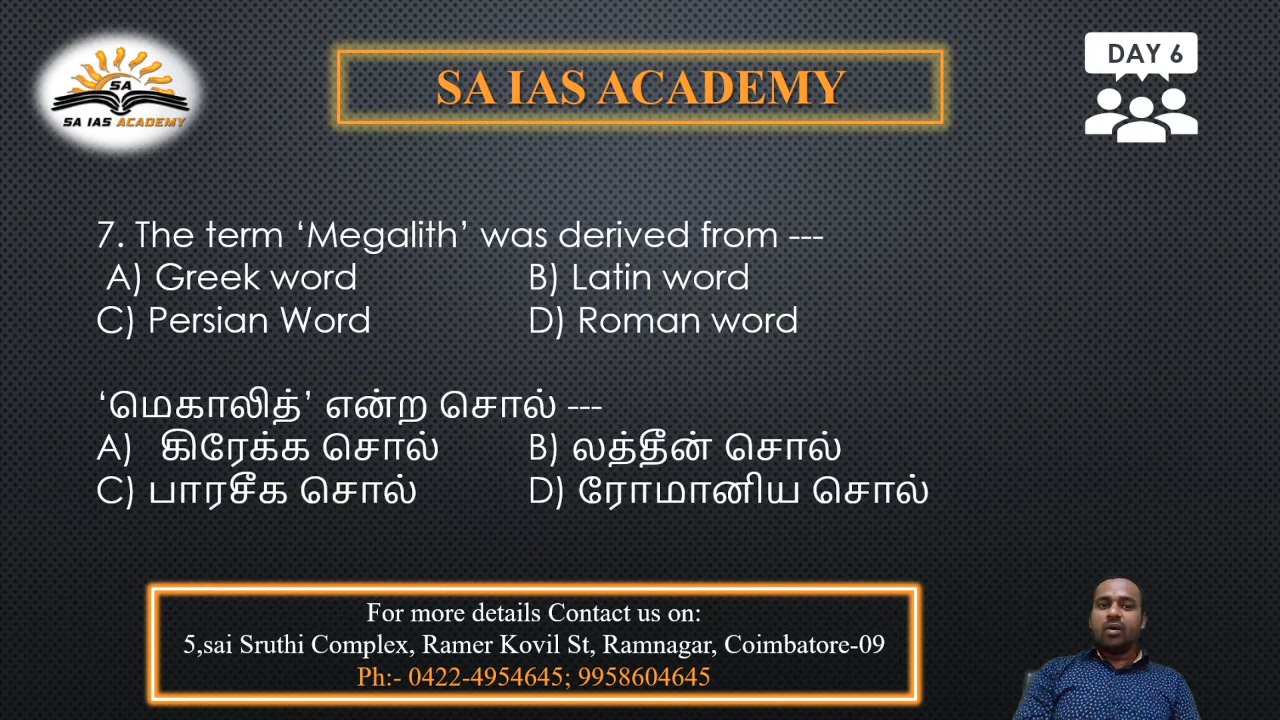 SA
SA IAS ACADEMY
SA IAS ACADEMY
DAY 6
7. The term ‘Megalith’ was derived from ---
A) Greek word B) Latin word
C) Persian Word D) Roman word
‘மெகாலித்’ என்ற சொல் ---
A) கிரேக்க சொல் B) லத்தீன் சொல்
C) பாரசீக சொல் D) ரோமானிய சொல்
For more details Contact us on:
5,sai Sruthi Complex, Ramer Kovil St, Ramnagar, Coimbatore-09
Ph:- 0422-4954645; 9958604645